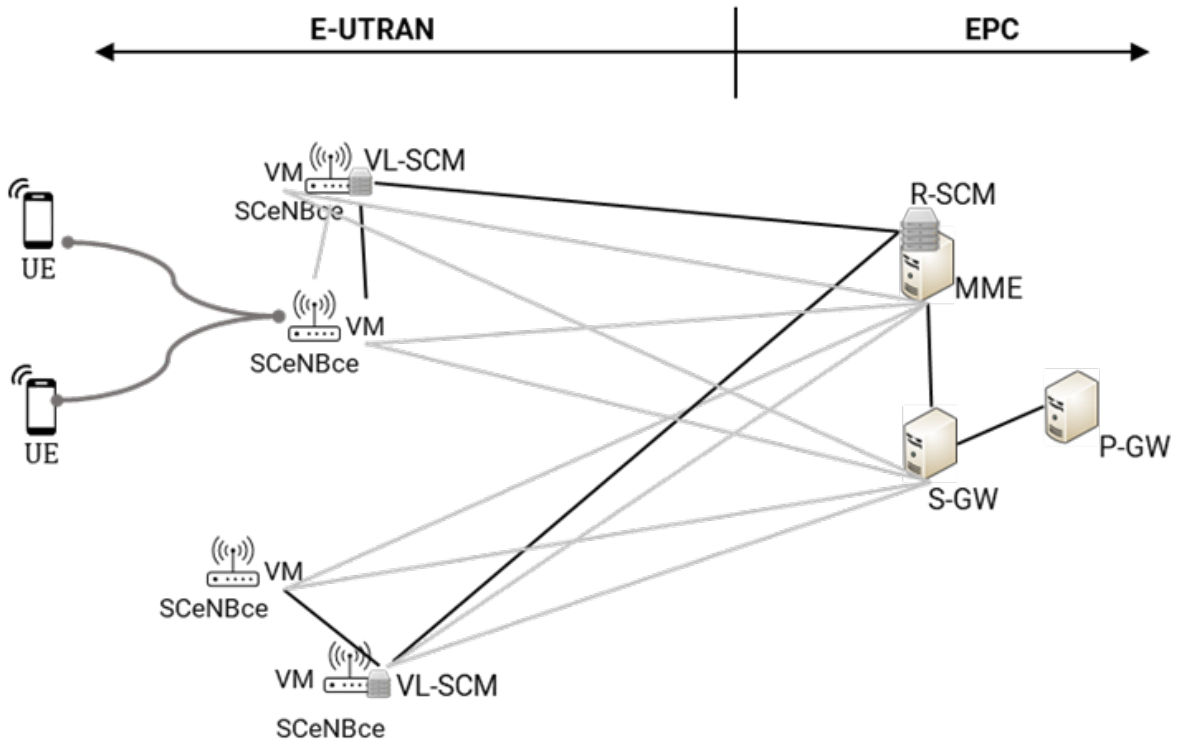 E-UTRAN
EPC
VM
VL-SCM
SCeNBce
R-SCM
UE
MME
VM
SCeNBce
UE
P-GW
S-GW
VM
SCeNBce
VM
VL-SCM
SCeNBce